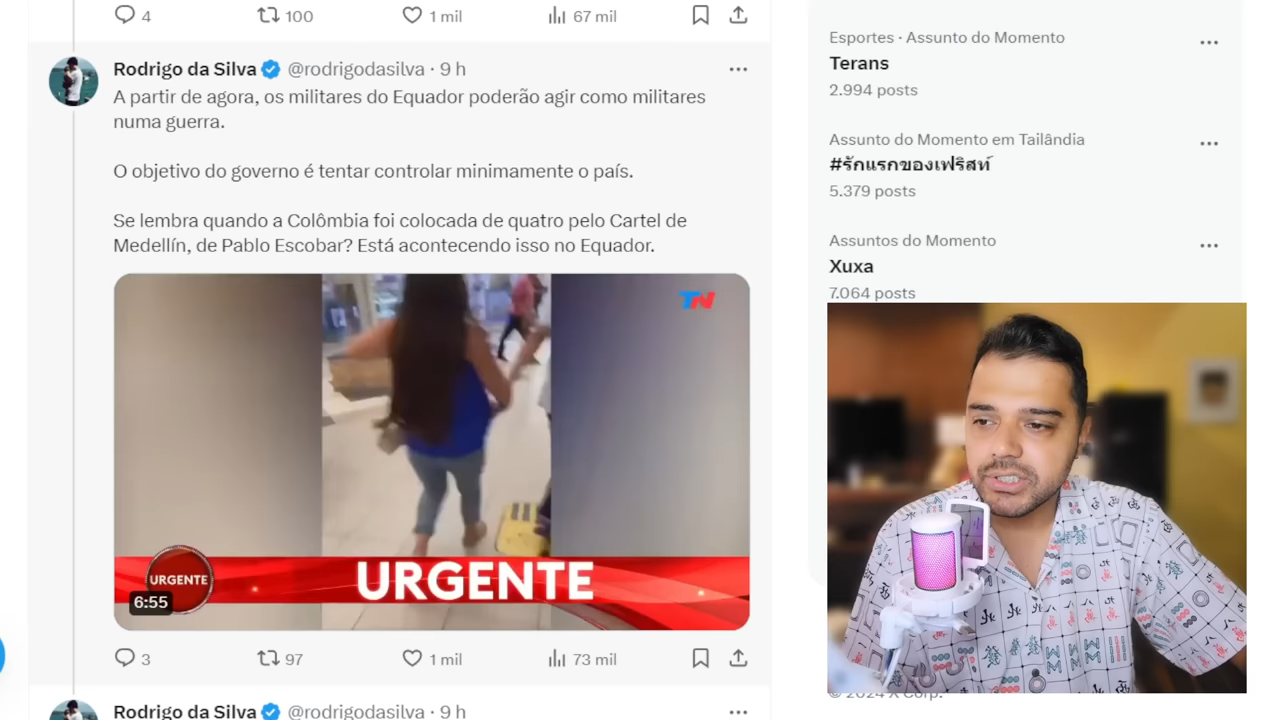 4 100 1 mil 67 mil
Rodrigo da Silva @rodrigodasilva · 9 h
A partir de agora, os militares do Equador poderão agir como militares
numa guerra.
O objetivo do governo é tentar controlar minimamente o país.
Se lembra quando a Colômbia foi colocada de quatro pelo Cartel de
Medellín, de Pablo Escobar? Está acontecendo isso no Equador.
TN
URGENTE
URGENTE
6:55
3 97 1 mil 73 mil
Rodrigo da Silva @rodrigodasilva · 9 h
Esportes · Assunto do Momento
Terans
2.994 posts
Assunto do Momento em Tailândia
#รักแรกของเฟริสท์
5.379 posts
Assuntos do Momento
Xuxa
7.064 posts
© 2024 X Corp.